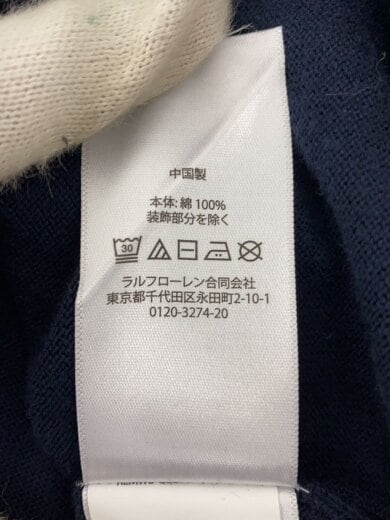 中国製
本体: 綿 100%
装飾部分を除く
30
ラルフローレン合同会社
東京都千代田区永田町2-10-1
0120-3274-20